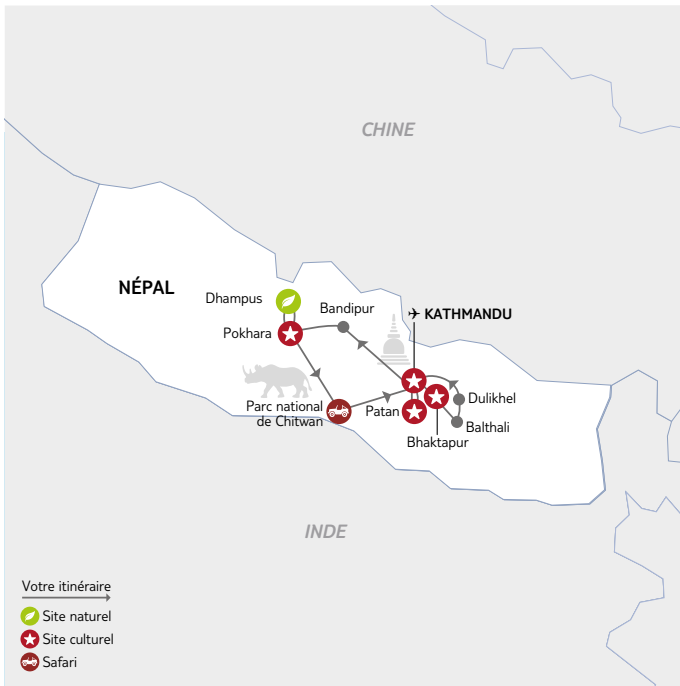 CHINE
NÉPAL
Dhampus
Bandipur
✈ KATHMANDU
Pokhara
Parc national
de Chitwan
Patan
Dulikhel
Balthali
Bhaktapur
INDE
Votre itinéraire
Site naturel
Site culturel
Safari